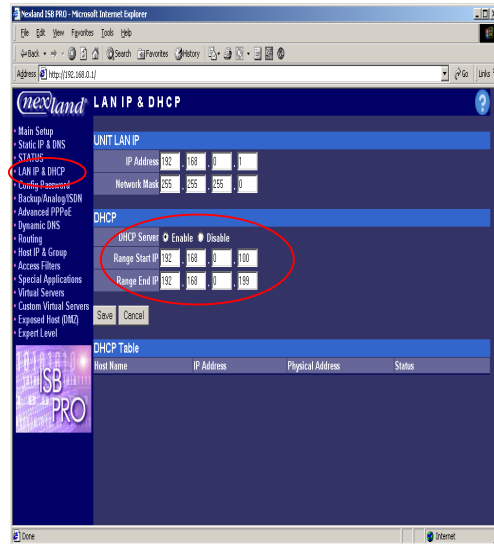 Nexland ISB PRO - Microsoft Internet Explorer
File Edit View Favorites Tools Help
Back Search Favorites History
Address http://192.168.0.1/ Go Links
nexland LAN IP & DHCP ?
Main Setup
Static IP & DNS
STATUS
LAN IP & DHCP
Config Password
Backup/Analog/ISDN
Advanced PPPoE
Dynamic DNS
Routing
Host IP & Group
Access Filters
Special Applications
Virtual Servers
Custom Virtual Servers
Exposed Host (DMZ)
Expert Level
ISB
PRO
UNIT LAN IP
IP Address 192 . 168 . 0 . 1
Network Mask 255 . 255 . 255 . 0
DHCP
DHCP Server Enable Disable
Range Start IP 192 . 168 . 0 . 100
Range End IP 192 . 168 . 0 . 199
Save Cancel
DHCP Table
Host Name IP Address Physical Address Status
Done Internet